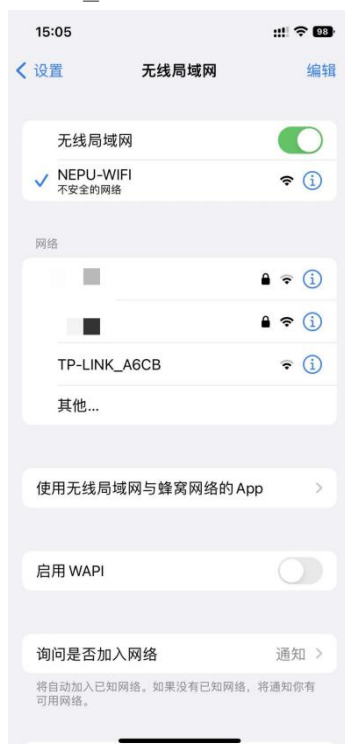 15:05
98
设置
无线局域网
编辑
无线局域网
NEPU-WIFI
不安全的网络
网络
TP-LINK_A6CB
其他...
使用无线局域网与蜂窝网络的 App
启用 WAPI
询问是否加入网络
通知
将自动加入已知网络。如果没有已知网络，将通知你有
可用网络。